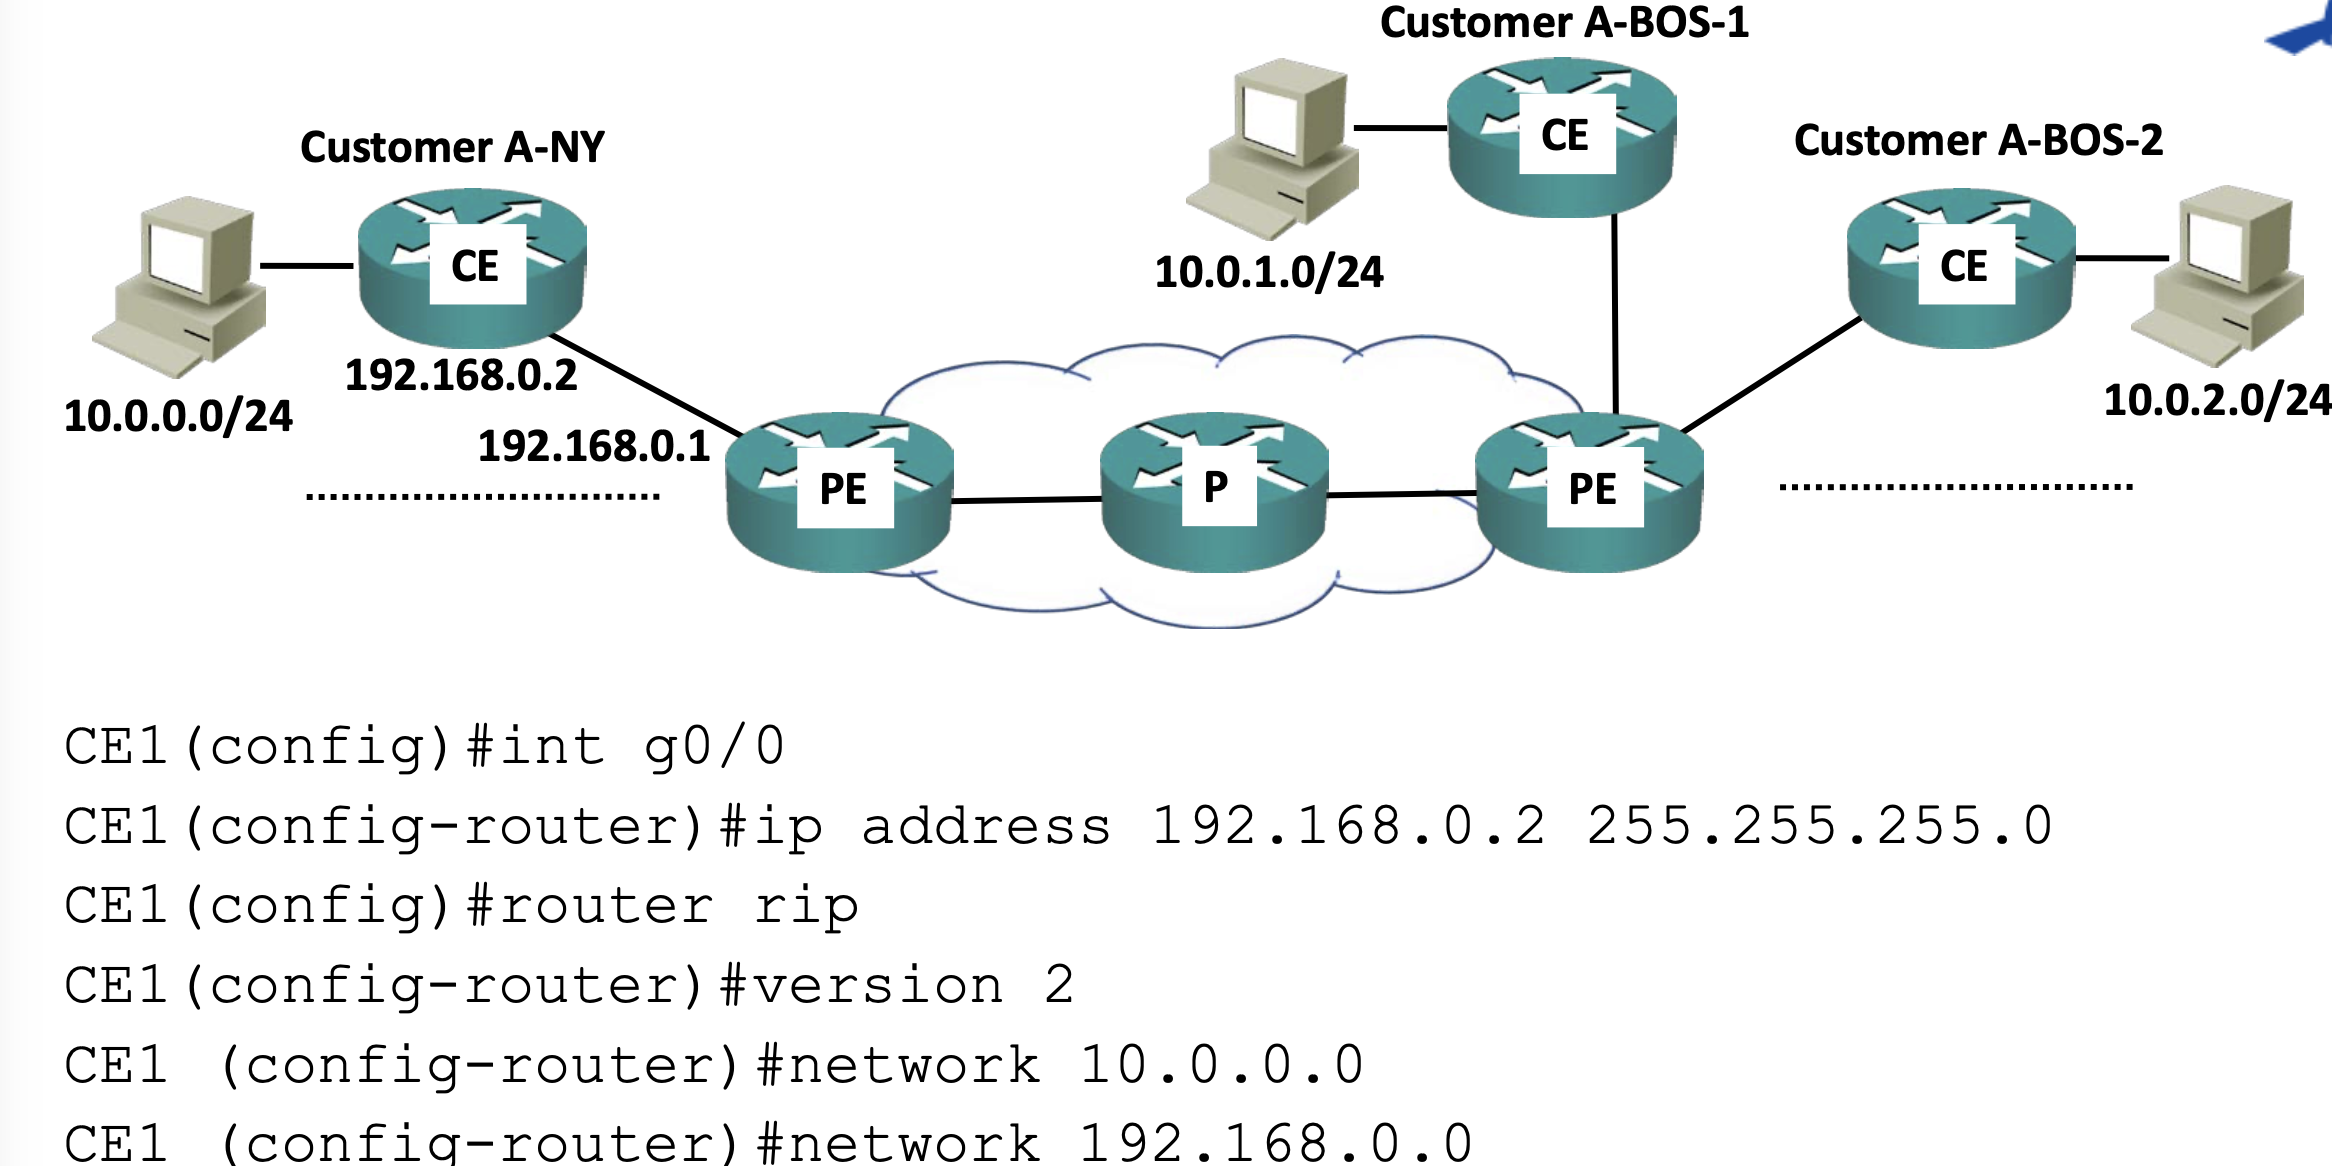 Customer A-BOS-1
Customer A-NY
CE
Customer A-BOS-2
CE
CE
10.0.1.0/24
192.168.0.2
10.0.0.0/24
10.0.2.0/24
192.168.0.1
PE
P
PE
CE1(config)#int g0/0
CE1(config-router)#ip address 192.168.0.2 255.255.255.0
CE1(config)#router rip
CE1(config-router)#version 2
CE1 (config-router)#network 10.0.0.0
CE1 (config-router)#network 192.168.0.0